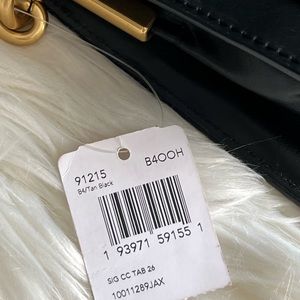 91215 B4OOH
B4/Tan Black
1 93971 59155 1
SIG CC TAB 26
10011289JAX